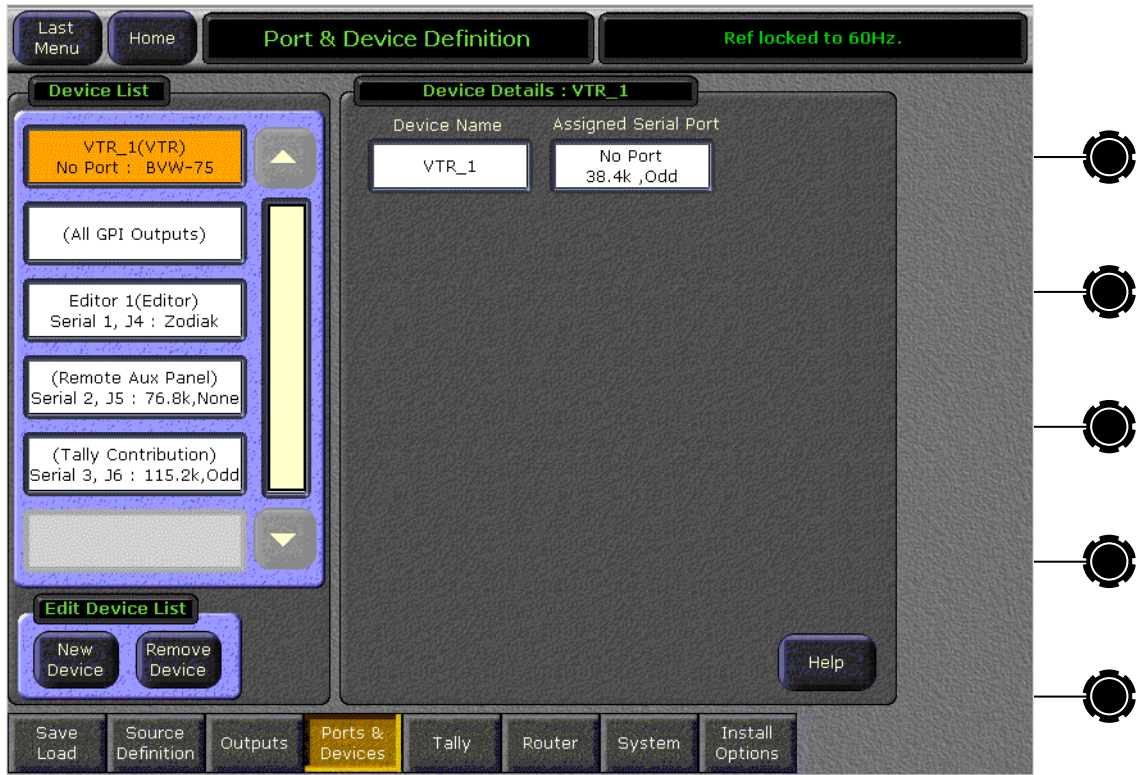 Last
Menu
Home
Port & Device Definition
Ref locked to 60Hz.
Device List
VTR_1(VTR)
No Port :  BVW-75
(All GPI Outputs)
Editor 1(Editor)
Serial 1, J4 : Zodiak
(Remote Aux Panel)
Serial 2, J5 : 76.8k,None
(Tally Contribution)
Serial 3, J6 : 115.2k,Odd
Edit Device List
New
Device
Remove
Device
Device Details : VTR_1
Device Name
Assigned Serial Port
VTR_1
No Port
38.4k ,Odd
Help
Save
Load
Source
Definition
Outputs
Ports &
Devices
Tally
Router
System
Install
Options